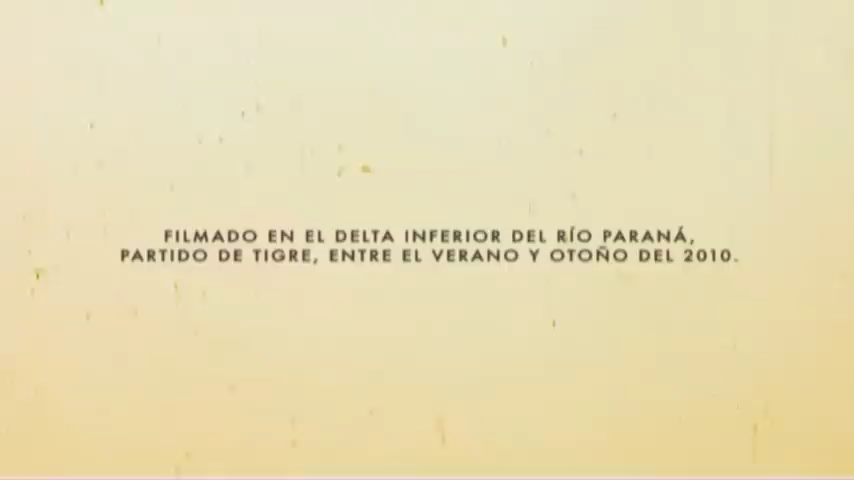 FILMADO EN EL DELTA INFERIOR DEL RÍO PARANÁ,
PARTIDO DE TIGRE, ENTRE EL VERANO Y OTOÑO DEL 2010.